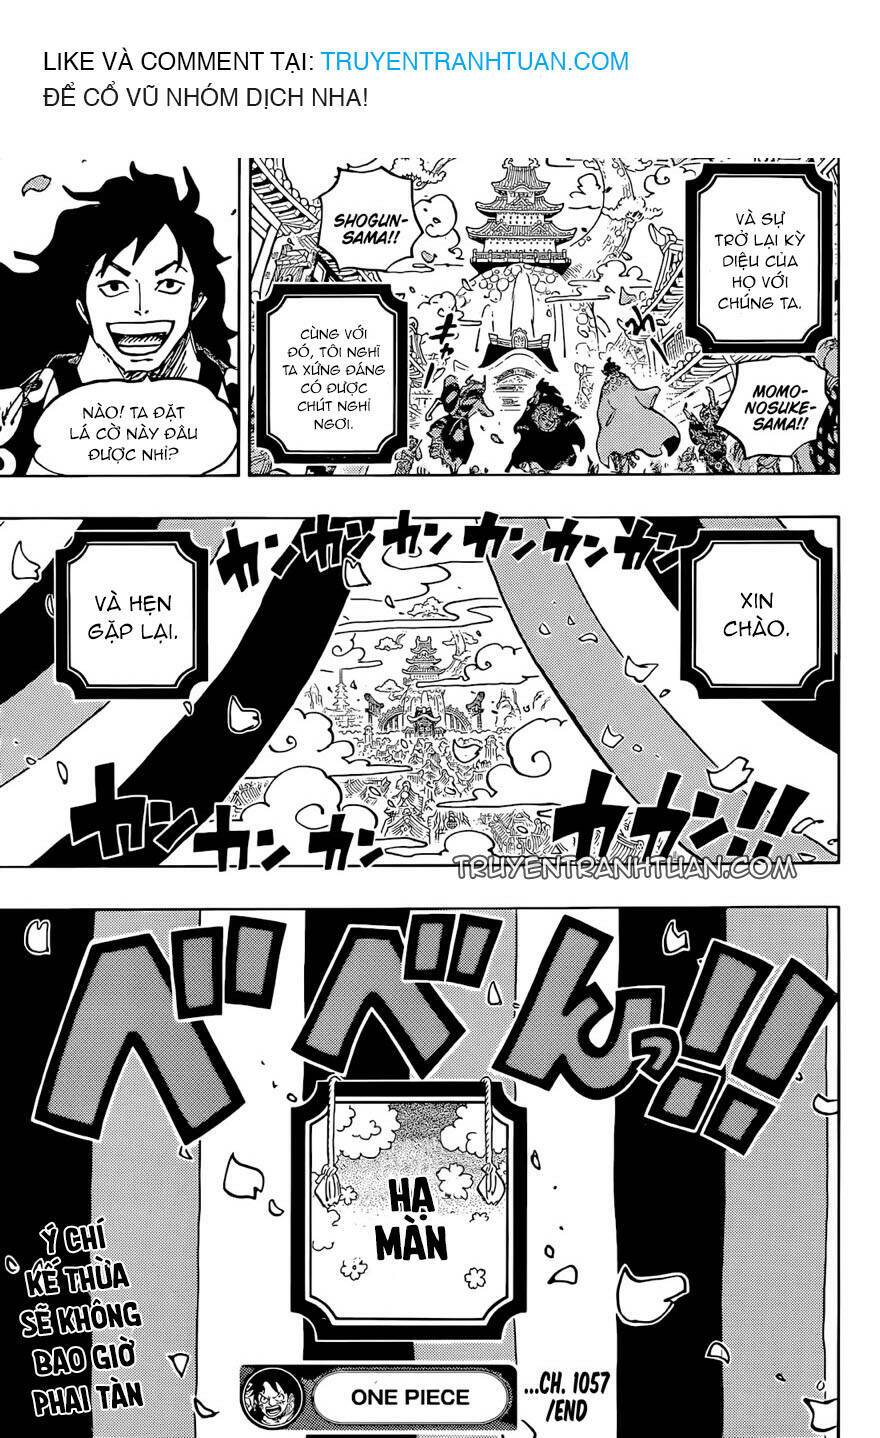 LIKE VÀ COMMENT TẠI: TRUYENTRANHTUAN.COM
ĐỂ CỔ VŨ NHÓM DỊCH NHA!
VÀ SỰ
TRỞ LẠI KỲ
DIỆU CỦA
HỌ VỚI
CHÚNG TA.
SHOGUN-
SAMA!!
MOMO-
NOSUKE-
SAMA!!
CÙNG VỚI
ĐÓ, TÔI NGHĨ
TA XỨNG ĐÁNG
CÓ ĐƯỢC
CHÚT NGHỈ
NGƠI.
NÀO! TA ĐẶT
LÁ CỜ NÀY ĐÂU
ĐƯỢC NHỈ?
XIN
CHÀO.
カンカンカンカンカンカン
VÀ HẸN
GẶP LẠI.
カンカンカン
カカン!!
TRUYENTRANHTUAN.COM
ベベんっ!!
HẠ
MÀN
Ý CHÍ
KẾ THỪA
SẼ KHÔNG
BAO GIỜ
PHAI TÀN
ONE PIECE
...CH. 1057
/END